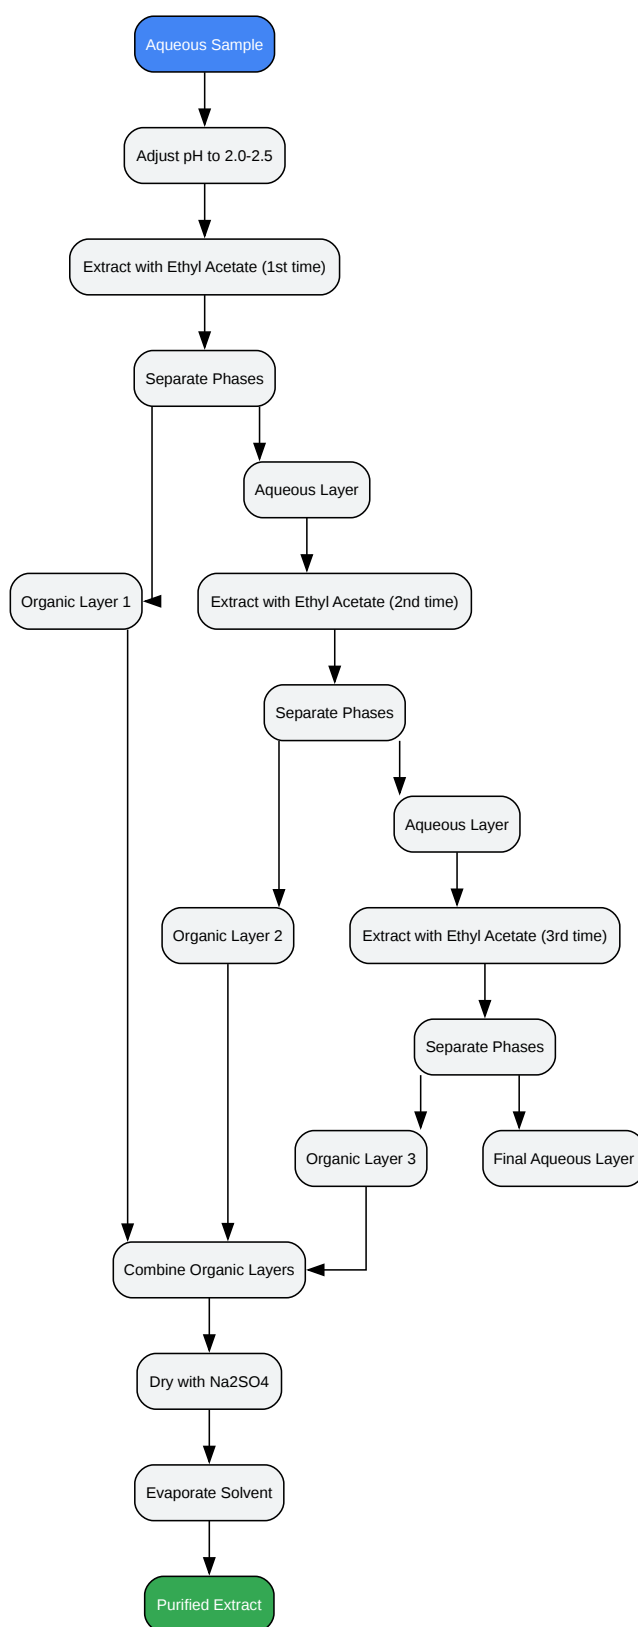 Aqueous Sample
Adjust pH to 2.0-2.5
Extract with Ethyl Acetate (1st time)
Separate Phases
Aqueous Layer
Organic Layer 1
Extract with Ethyl Acetate (2nd time)
Separate Phases
Aqueous Layer
Organic Layer 2
Extract with Ethyl Acetate (3rd time)
Separate Phases
Organic Layer 3
Final Aqueous Layer
Combine Organic Layers
Dry with Na2SO4
Evaporate Solvent
Purified Extract